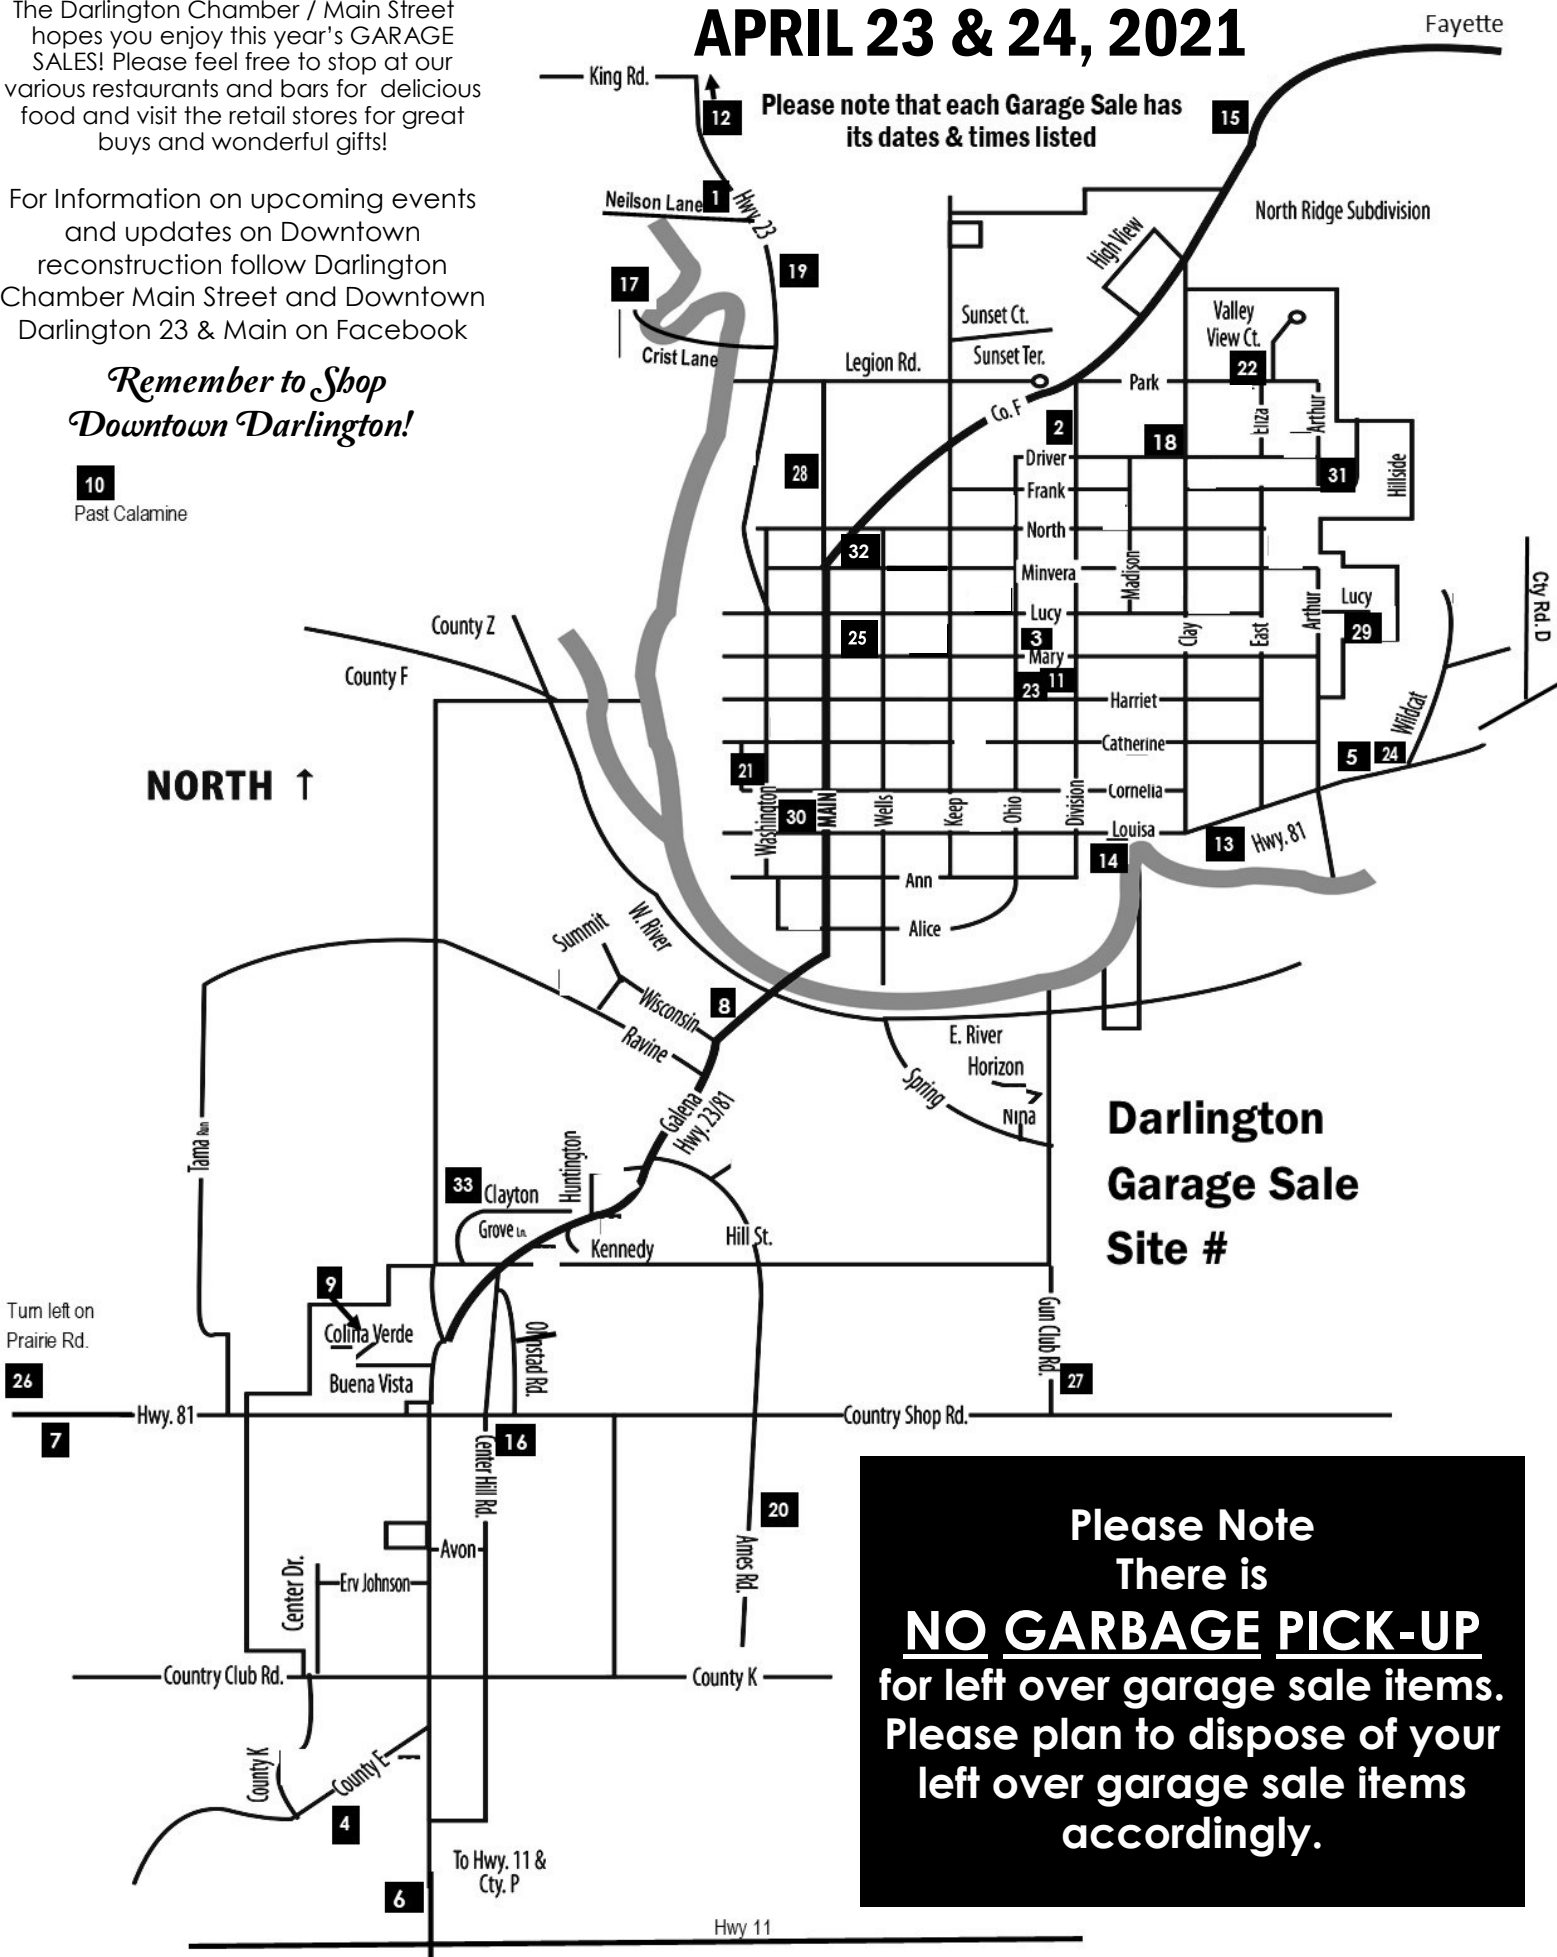 The Darlington Chamber / Main Street
hopes you enjoy this year's GARAGE
SALES! Please feel free to stop at our
various restaurants and bars for delicious
food and visit the retail stores for great
buys and wonderful gifts!
For Information on upcoming events
and updates on Downtown
reconstruction follow Darlington
Chamber Main Street and Downtown
Darlington 23 & Main on Facebook
Remember to Shop
Downtown Darlington!
10
Past Calamine
APRIL 23 & 24, 2021
Please note that each Garage Sale has
its dates & times listed
Fayette
King Rd.
12
15
Neilson Lane
1
Hwy. 23
North Ridge Subdivision
High View
17
19
Sunset Ct.
Valley
View Ct.
Crist Lane
Legion Rd.
Sunset Ter.
22
Park
Co. F
2
18
Eliza
Arthur
28
Driver
31
Hillside
Frank
North
32
Minvera
Madison
Lucy
Arthur
Lucy
Cty Rd. D
County Z
25
3
Clay
East
29
Mary
County F
23
11
Harriet
Wildcat
Catherine
5
24
NORTH ↑
21
Cornelia
Washington
30
MAIN
Wells
Keep
Ohio
Division
Louisa
13
Hwy. 81
14
Ann
Alice
Summit
W. River
8
Wisconsin
Ravine
E. River
Horizon
Spring
Nina
Galena
Hwy. 23/81
Darlington
Garage Sale
Site #
Tama Run
Huntington
33
Clayton
Grove Ln.
Kennedy
Hill St.
9
Turn left on
Prairie Rd.
Colina Verde
Olmstad Rd.
Gun Club Rd.
26
Buena Vista
27
Hwy. 81
Country Shop Rd.
7
16
Center Hill Rd.
20
Avon
Ames Rd.
Center Dr.
Erv Johnson
Country Club Rd.
County K
County K
County E
4
To Hwy. 11 &
Cty. P
6
Hwy 11
Please Note
There is
NO GARBAGE PICK-UP
for left over garage sale items.
Please plan to dispose of your
left over garage sale items
accordingly.